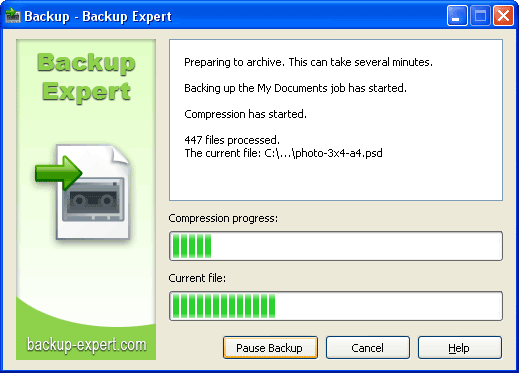 Backup - Backup Expert
Backup
Expert
backup-expert.com
Preparing to archive. This can take several minutes.
Backing up the My Documents job has started.
Compression has started.
447 files processed.
The current file: C:\...\photo-3x4-a4.psd
Compression progress:
Current file:
Pause Backup
Cancel
Help